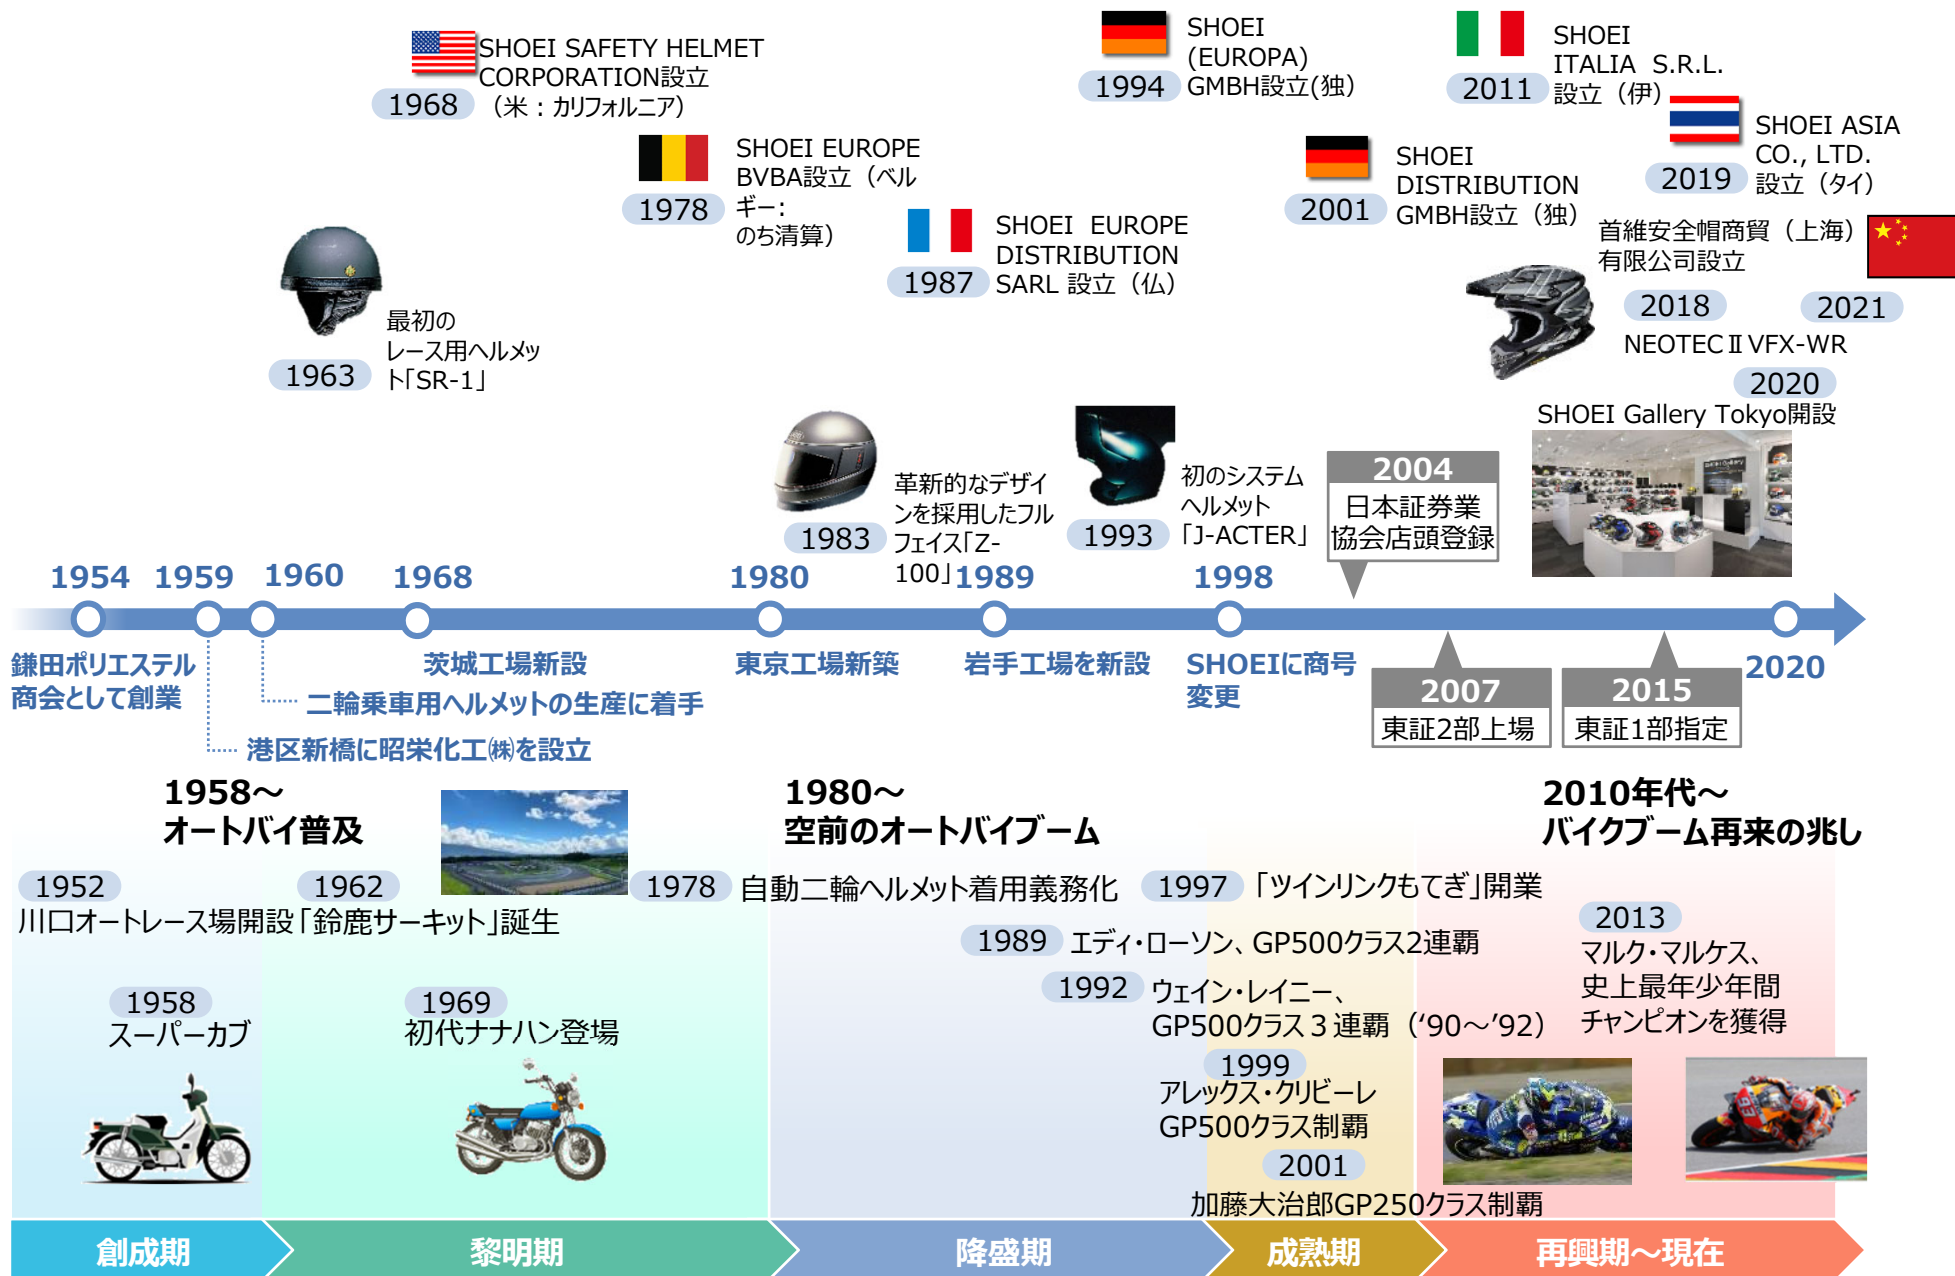 SHOEI SAFETY HELMET
CORPORATION設立
1968
（米：カリフォルニア）
SHOEI EUROPE
BVBA設立（ベル
1978
ギー:
のち清算）
SHOEI EUROPE
DISTRIBUTION
1987
SARL 設立（仏）
SHOEI
(EUROPA)
1994
GMBH設立(独)
SHOEI
DISTRIBUTION
2001
GMBH設立（独）
SHOEI
ITALIA S.R.L.
2011
設立（伊）
SHOEI ASIA
CO., LTD.
2019
設立（タイ）
首維安全帽商貿（上海）
有限公司設立
2018
2021
NEOTECⅡVFX-WR
2020
SHOEI Gallery Tokyo開設
最初の
レース用ヘルメッ
1963
ト「SR-1」
革新的なデザイ
ンを採用したフル
1983
フェイス「Z-
100」
初のシステム
ヘルメット
1993
「J-ACTER」
2004
日本証券業
協会店頭登録
1954
1959
1960
1968
1980
1989
1998
鎌田ポリエステル
商会として創業
茨城工場新設
東京工場新築
岩手工場を新設
SHOEIに商号
変更
2020
二輪乗車用ヘルメットの生産に着手
港区新橋に昭栄化工㈱を設立
2007
東証2部上場
2015
東証1部指定
1958～
オートバイ普及
1980～
空前のオートバイブーム
2010年代～
バイクブーム再来の兆し
1952
川口オートレース場開設
1962
「鈴鹿サーキット」誕生
1978 自動二輪ヘルメット着用義務化
1997 「ツインリンクもてぎ」開業
1989 エディ・ローソン、GP500クラス2連覇
1992 ウェイン・レイニー、
GP500クラス３連覇（‘90～’92）
2013
マルク・マルケス、
史上最年少年間
チャンピオンを獲得
1958
スーパーカブ
1969
初代ナナハン登場
1999
アレックス・クリビーレ
GP500クラス制覇
2001
加藤大治郎GP250クラス制覇
93
創成期
黎明期
降盛期
成熟期
再興期～現在